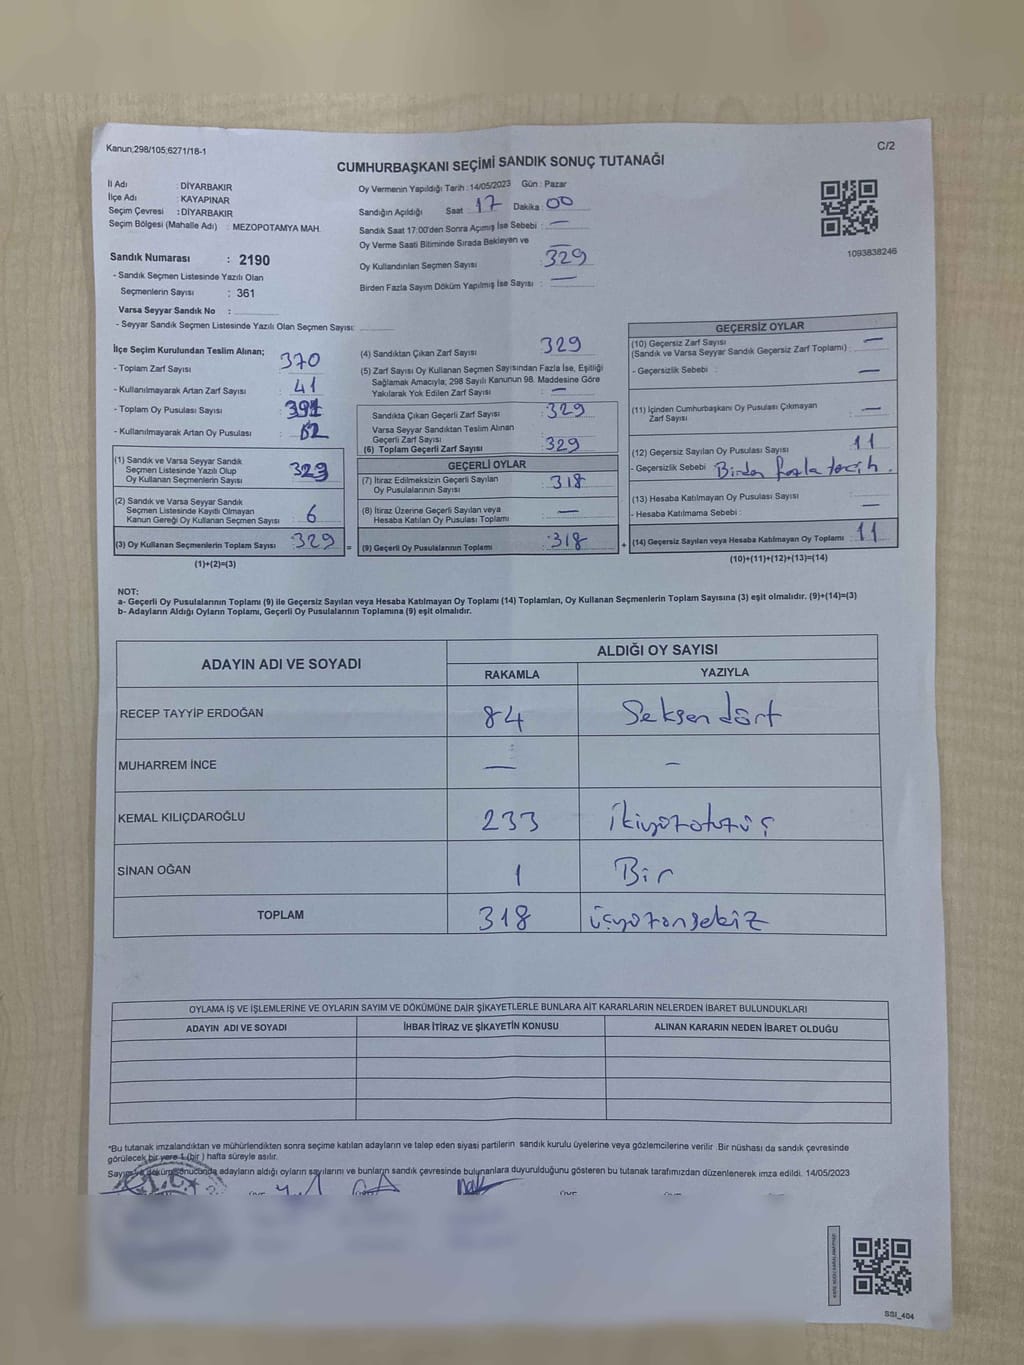 Kanun;298/105;6271/18-1
C/2
CUMHURBAŞKANI SEÇİMİ SANDIK SONUÇ TUTANAĞI
İl Adı : DİYARBAKIR
İlçe Adı : KAYAPINAR
Seçim Çevresi : DİYARBAKIR
Seçim Bölgesi (Mahalle Adı) : MEZOPOTAMYA MAH.
Sandık Numarası : 2190
- Sandık Seçmen Listesinde Yazılı Olan
Seçmenlerin Sayısı : 361
Varsa Seyyar Sandık No :
- Seyyar Sandık Seçmen Listesinde Yazılı Olan Seçmen Sayısı:
Oy Vermenin Yapıldığı Tarih : 14/05/2023 Gün : Pazar
Sandığın Açıldığı Saat : 17 Dakika : 00
Sandık Saat 17:00'den Sonra Açımış İse Sebebi : —
Oy Verme Saati Bitiminde Sırada Bekleyen ve —
Oy Kullandırılan Seçmen Sayısı 329
Birden Fazla Sayım Döküm Yapılmış İse Sayısı : —
1093838246
İlçe Seçim Kurulundan Teslim Alınan;
- Toplam Zarf Sayısı : 370
- Kullanılmayarak Artan Zarf Sayısı : 41
- Toplam Oy Pusulası Sayısı :
- Kullanılmayarak Artan Oy Pusulası :
(1) Sandık ve Varsa Seyyar Sandık
Seçmen Listesinde Yazılı Olup
Oy Kullanan Seçmenlerin Sayısı
(2) Sandık ve Varsa Seyyar Sandık
Seçmen Listesinde Kayıtlı Olmayan
Kanun Gereği Oy Kullanan Seçmen Sayısı 6
(3) Oy Kullanan Seçmenlerin Toplam Sayısı : 329 =
(1)+(2)=(3)
(4) Sandıktan Çıkan Zarf Sayısı : 329
(5) Zarf Sayısı Oy Kullanan Seçmen Sayısından Fazla İse, Eşitliği
Sağlamak Amacıyla; 298 Sayılı Kanunun 98. Maddesine Göre
Yakılarak Yok Edilen Zarf Sayısı : —
Sandıkta Çıkan Geçerli Zarf Sayısı : 329
Varsa Seyyar Sandıktan Teslim Alınan
Geçerli Zarf Sayısı
(6) Toplam Geçerli Zarf Sayısı : 329
GEÇERLİ OYLAR
(7) İtiraz Edilmeksizin Geçerli Sayılan
Oy Pusulalarının Sayısı : 318
(8) İtiraz Üzerine Geçerli Sayılan veya
Hesaba Katılan Oy Pusulası Toplamı : —
(9) Geçerli Oy Pusulalarının Toplamı : 318 +
GEÇERSİZ OYLAR
(10) Geçersiz Zarf Sayısı
(Sandık ve Varsa Seyyar Sandık Geçersiz Zarf Toplamı) : —
- Geçersizlik Sebebi : —
(11) İçinden Cumhurbaşkanı Oy Pusulası Çıkmayan
Zarf Sayısı : —
(12) Geçersiz Sayılan Oy Pusulası Sayısı : 11
- Geçersizlik Sebebi Birden fazla tercih.
(13) Hesaba Katılmayan Oy Pusulası Sayısı :
- Hesaba Katılmama Sebebi : —
(14) Geçersiz Sayılan veya Hesaba Katılmayan Oy Toplamı : 11
(10)+(11)+(12)+(13)=(14)
NOT:
a- Geçerli Oy Pusulalarının Toplamı (9) ile Geçersiz Sayılan veya Hesaba Katılmayan Oy Toplamı (14) Toplamları, Oy Kullanan Seçmenlerin Toplam Sayısına (3) eşit olmalıdır. (9)+(14)=(3)
b- Adayların Aldığı Oyların Toplamı, Geçerli Oy Pusulalarının Toplamına (9) eşit olmalıdır.
ADAYIN ADI VE SOYADI
ALDIĞI OY SAYISI
RAKAMLA YAZIYLA
RECEP TAYYİP ERDOĞAN 84 Seksen dört
MUHARREM İNCE — —
KEMAL KILIÇDAROĞLU 233 ikiyüzotuzüç
SİNAN OĞAN 1 Bir
TOPLAM 318 üçyüzonsekiz
OYLAMA İŞ VE İŞLEMLERİNE VE OYLARIN SAYIM VE DÖKÜMÜNE DAİR ŞİKAYETLERLE BUNLARA AİT KARARLARIN NELERDEN İBARET BULUNDUKLARI
ADAYIN ADI VE SOYADI İHBAR İTİRAZ VE ŞİKAYETİN KONUSU ALINAN KARARIN NEDEN İBARET OLDUĞU
*Bu tutanak imzalandıktan ve mühürlendikten sonra seçime katılan adayların ve talep eden siyasi partilerin sandık kurulu üyelerine veya gözlemcilerine verilir. Bir nüshası da sandık çevresinde
görülecek bir yere 1 (bir) hafta süreyle asılır.
Sayım ve döküm sonucunda adayların aldığı oyların sayılarını ve bunların sandık çevresinde bulunanlara duyurulduğunu gösteren bu tutanak tarafımızdan düzenlenerek imza edildi. 14/05/2023
SSI_404